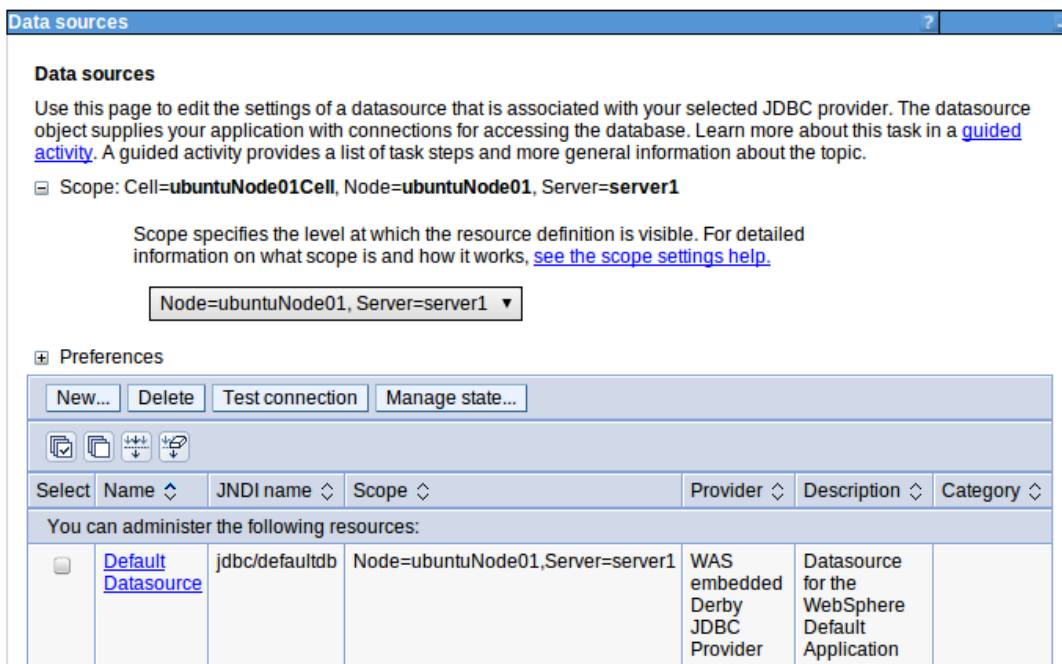 Data sources
?
Data sources
Use this page to edit the settings of a datasource that is associated with your selected JDBC provider. The datasource
object supplies your application with connections for accessing the database. Learn more about this task in a guided
activity. A guided activity provides a list of task steps and more general information about the topic.
Scope: Cell=ubuntuNode01Cell, Node=ubuntuNode01, Server=server1
Scope specifies the level at which the resource definition is visible. For detailed
information on what scope is and how it works, see the scope settings help.
Node=ubuntuNode01, Server=server1
Preferences
New... Delete Test connection Manage state...
Select Name JNDI name Scope Provider Description Category
You can administer the following resources:
Default jdbc/defaultdb Node=ubuntuNode01,Server=server1 WAS Datasource
Datasource embedded for the
Derby WebSphere
JDBC Default
Provider Application